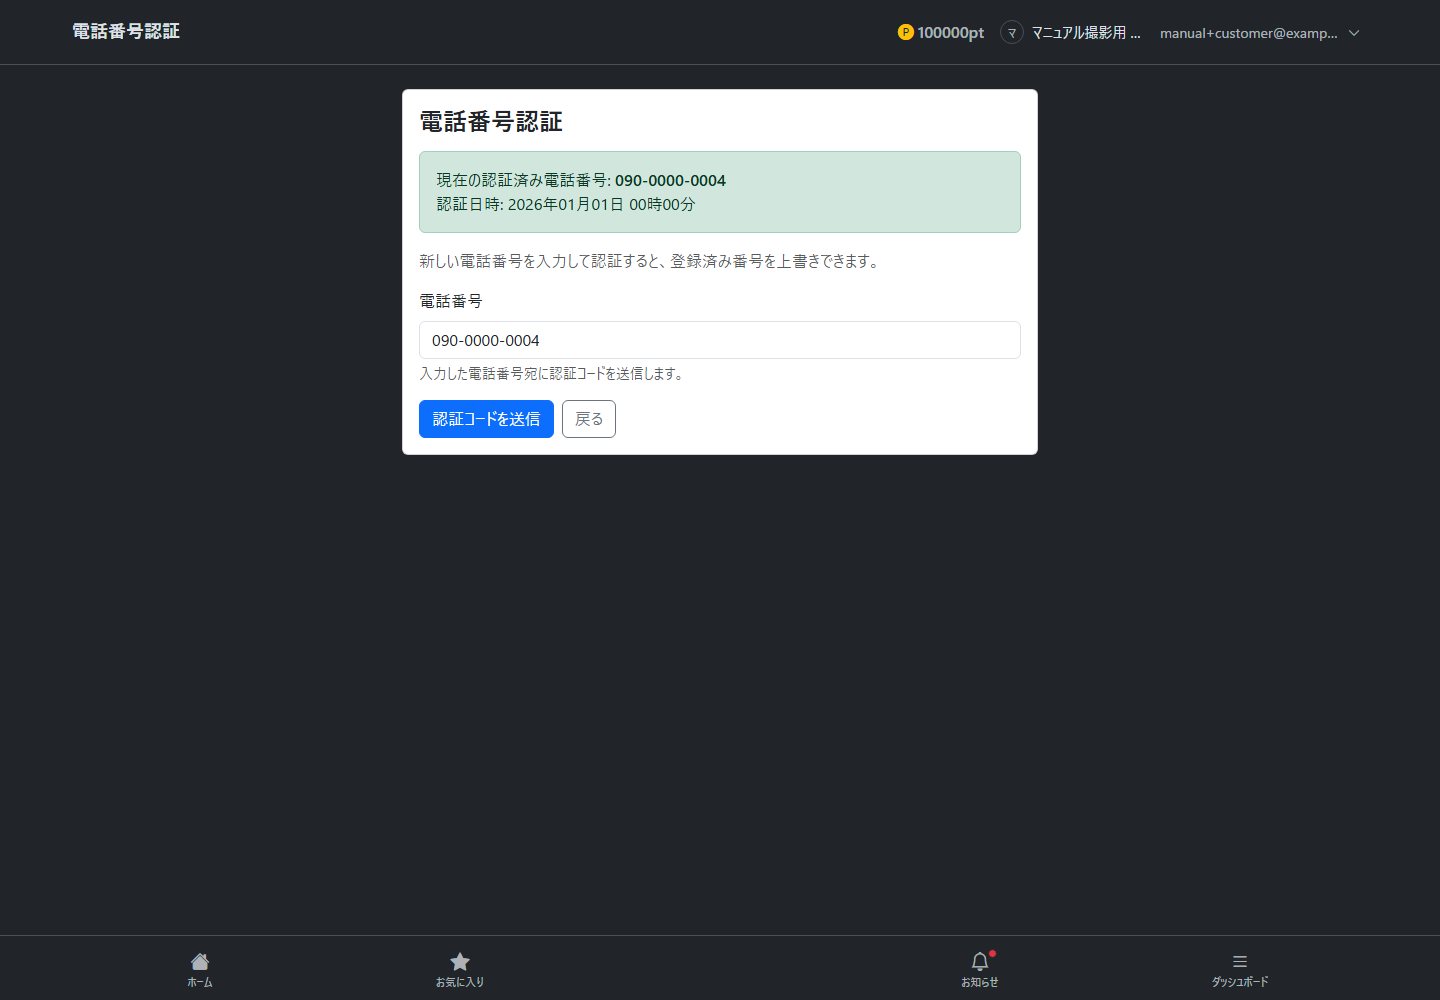 電話番号認証
P 100000pt
マ マニュアル撮影用 ...
manual+customer@examp...
電話番号認証
現在の認証済み電話番号: 090-0000-0004
認証日時: 2026年01月01日 00時00分
新しい電話番号を入力して認証すると、登録済み番号を上書きできます。
電話番号
090-0000-0004
入力した電話番号宛に認証コードを送信します。
認証コードを送信
戻る
ホーム
お気に入り
お知らせ
ダッシュボード